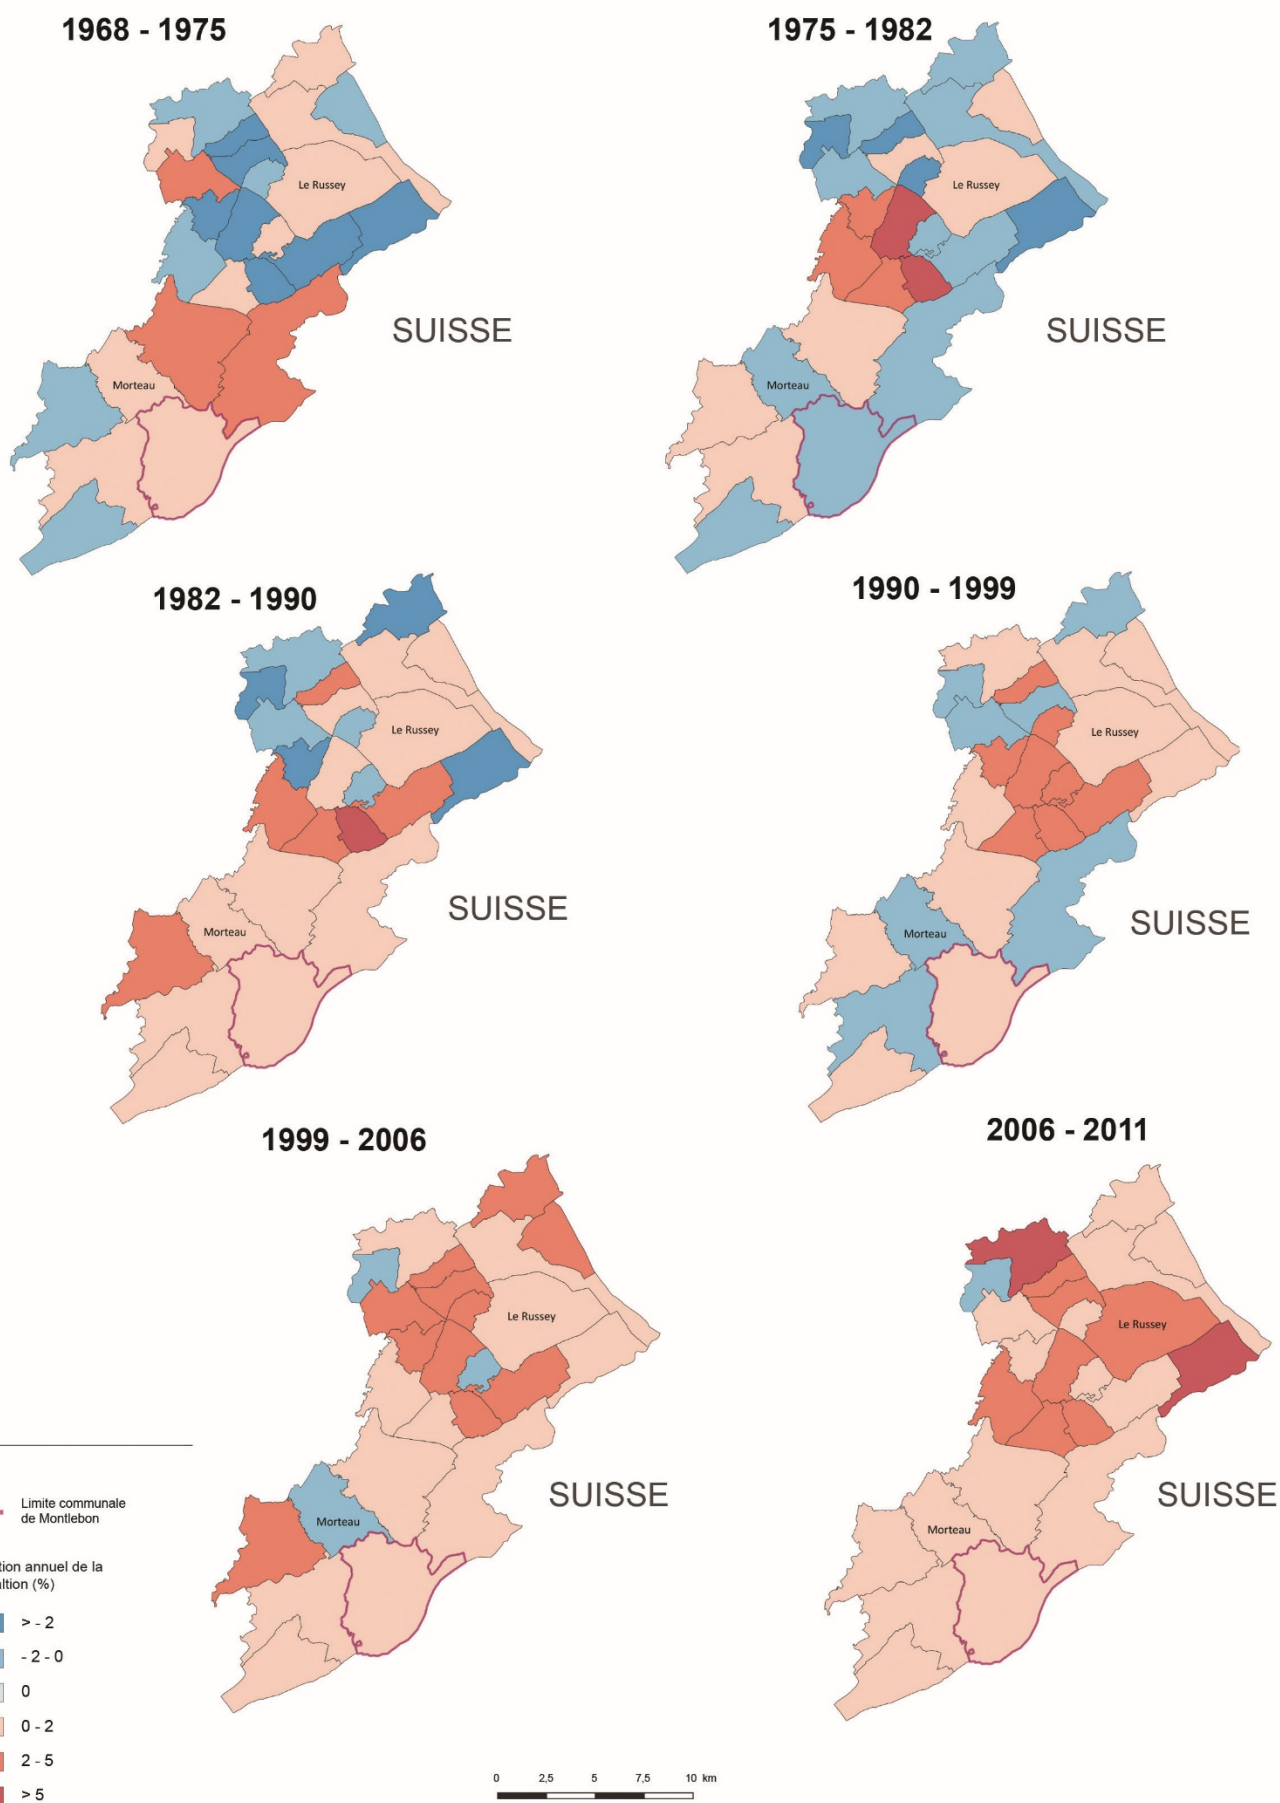 1968 - 1975
1975 - 1982
Le Russey
Le Russey
SUISSE
SUISSE
Morteau
Morteau
1982 - 1990
1990 - 1999
Le Russey
Le Russey
SUISSE
SUISSE
Morteau
Morteau
1999 - 2006
2006 - 2011
Le Russey
Le Russey
SUISSE
SUISSE
Morteau
Morteau
Limite communale
de Montlebon
tion annuel de la
ltion (%)
> - 2
- 2 - 0
0
0 - 2
2 - 5
> 5
0 2,5 5 7,5 10 km